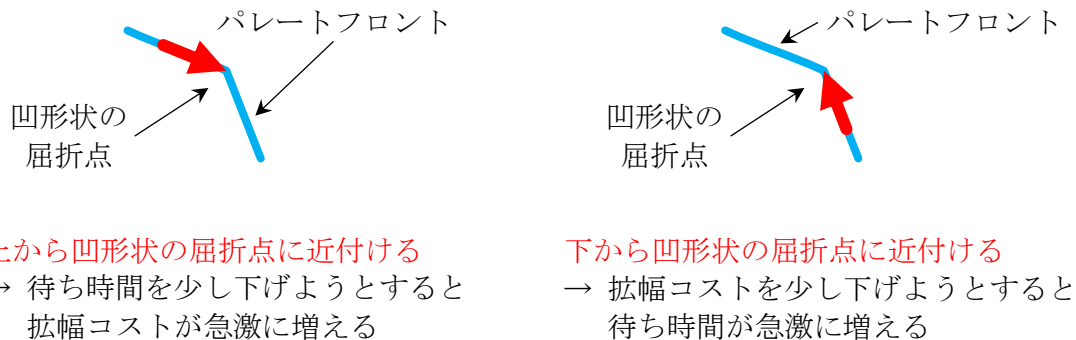 パレートフロント
凹形状の
屈折点
上から凹形状の屈折点に近付ける
→ 待ち時間を少し下げようとすると
拡幅コストが急激に増える
パレートフロント
凹形状の
屈折点
下から凹形状の屈折点に近付ける
→ 拡幅コストを少し下げようとすると
待ち時間が急激に増える